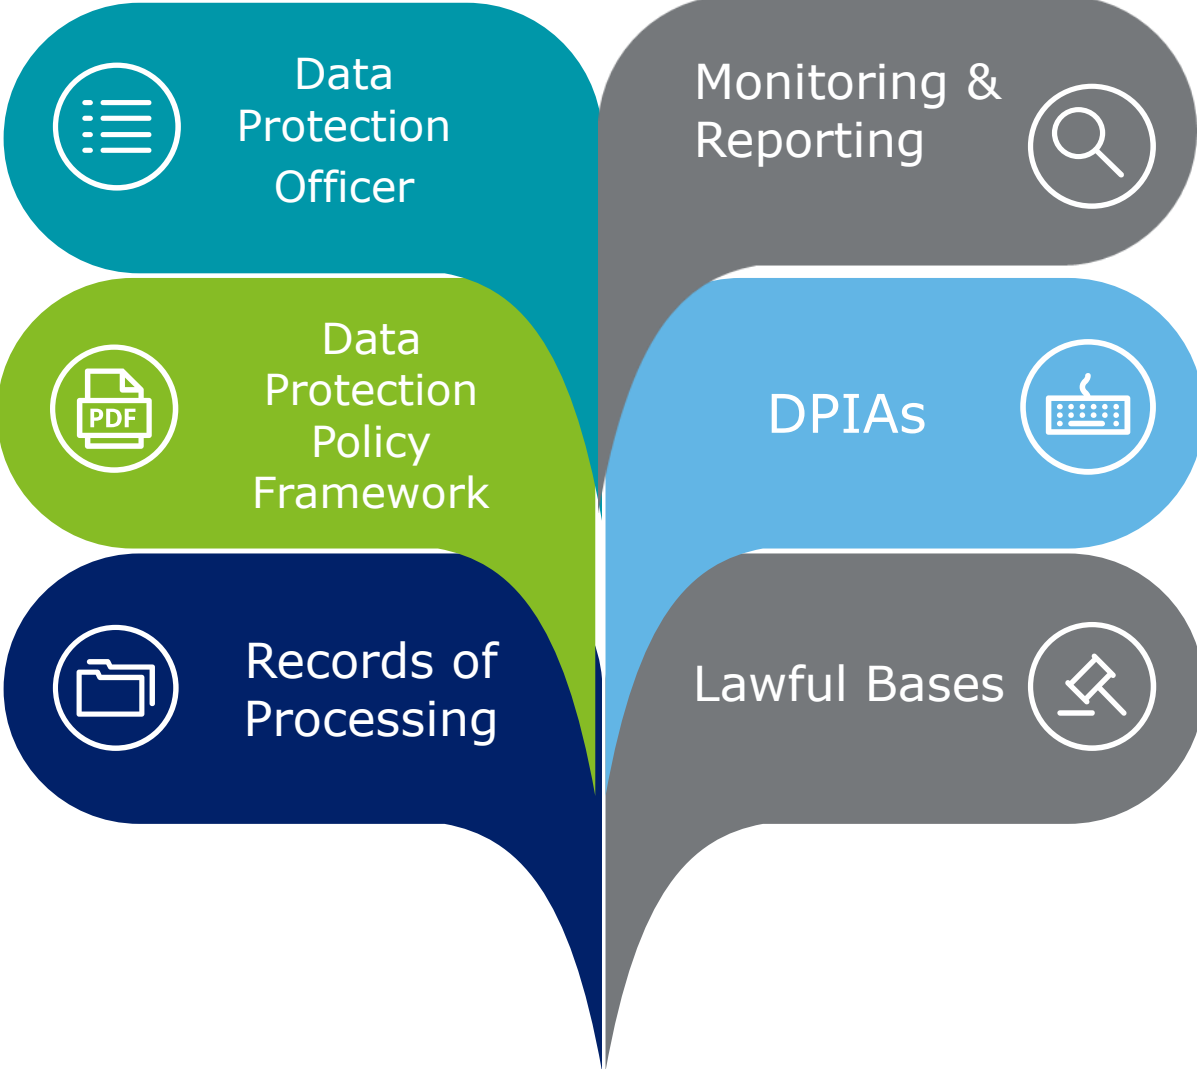 Data
Protection
Officer
Monitoring &
Reporting
PDF
Data
Protection
Policy
Framework
DPIAs
Records of
Processing
Lawful Bases